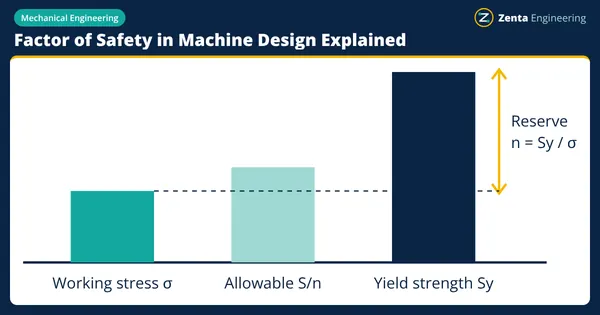 Mechanical Engineering
Z Zenta Engineering
Factor of Safety in Machine Design Explained
Reserve
n = Sy / σ
Working stress σ
Allowable S/n
Yield strength Sy